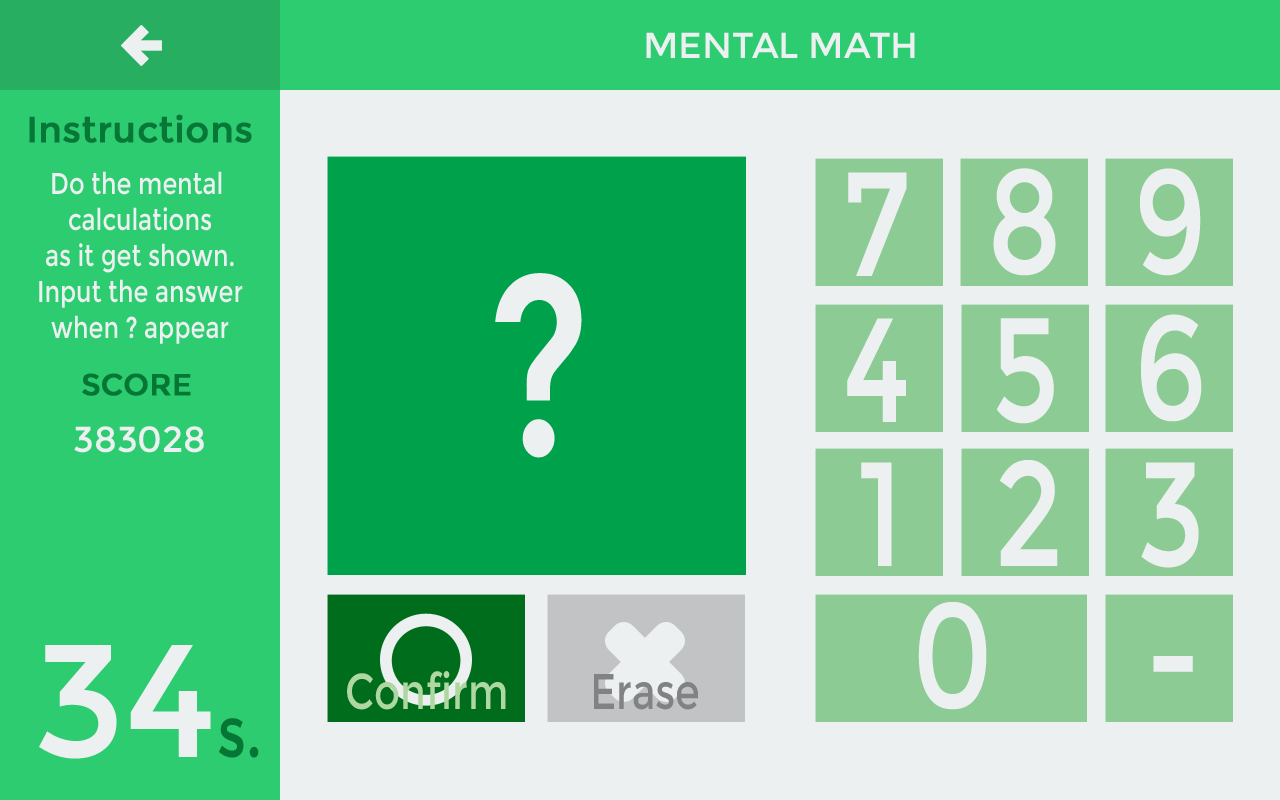 MENTAL MATH
Instructions
Do the mental
calculations
as it get shown.
Input the answer
when ? appear
SCORE
383028
34 s.
?
Confirm
Erase
7 8 9
4 5 6
1 2 3
0 -